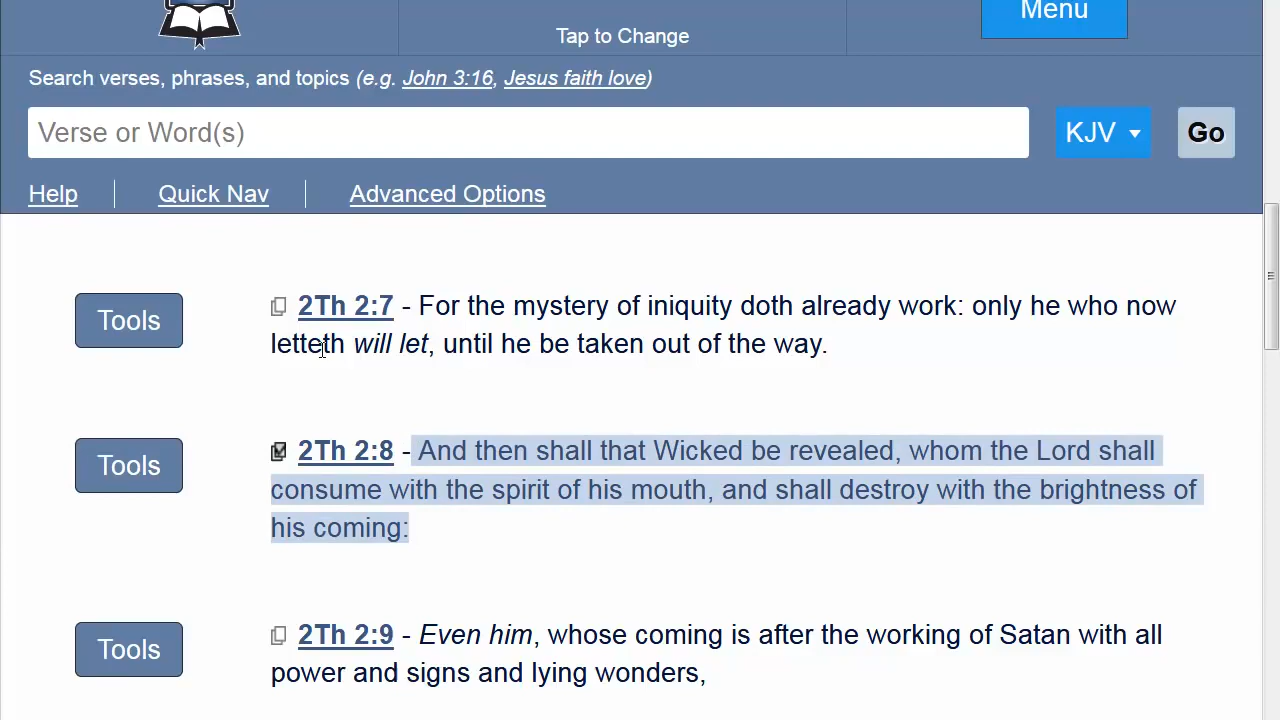 Menu
Tap to Change
Search verses, phrases, and topics (e.g. John 3:16, Jesus faith love)
Verse or Word(s)
KJV
Go
Help
Quick Nav
Advanced Options
Tools
2Th 2:7 - For the mystery of iniquity doth already work: only he who now
letteth will let, until he be taken out of the way.
Tools
2Th 2:8 - And then shall that Wicked be revealed, whom the Lord shall
consume with the spirit of his mouth, and shall destroy with the brightness of
his coming:
Tools
2Th 2:9 - Even him, whose coming is after the working of Satan with all
power and signs and lying wonders,